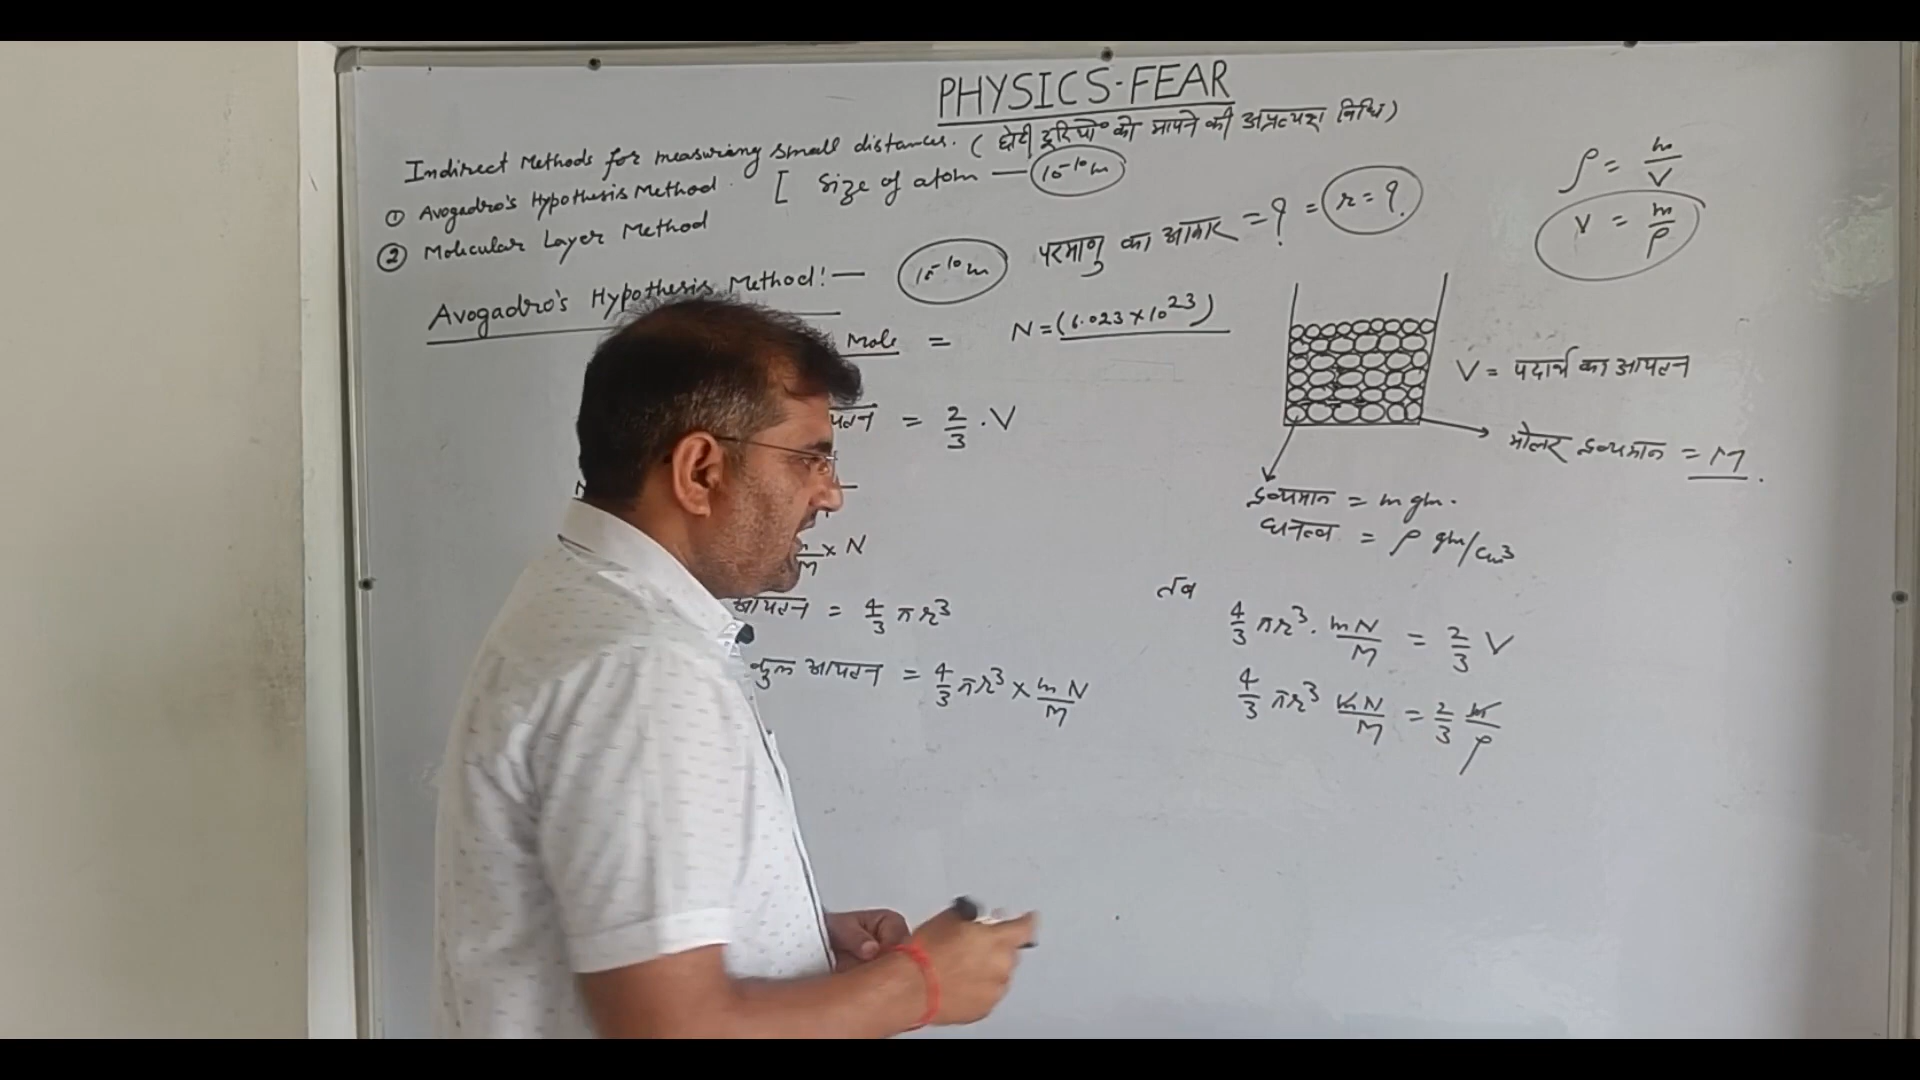 PHYSICS-FEAR
Indirect Methods for measuring small distances. (छोटी दूरियों को मापने की अप्रत्यक्ष विधि)
① Avogadro's Hypothesis Method. [ Size of atom — 10⁻¹⁰m
② Molecular Layer Method
Avogadro's Hypothesis Method:— 10⁻¹⁰m परमाणु का आकार = ? = r = ?
ρ = m/V
V = m/ρ
Mole = N = (6.023 × 10²³)
= 2/3 . V
m/M × N
आयतन = 4/3 πr³
कुल आयतन = 4/3 πr³ × mN/M
V = पदार्थ का आयतन
मोलर द्रव्यमान = M.
द्रव्यमान = m gm.
घनत्व = ρ gm/cm³
तब
4/3 πr³ . mN/M = 2/3 V
4/3 πr³ mN/M = 2/3 m/ρ